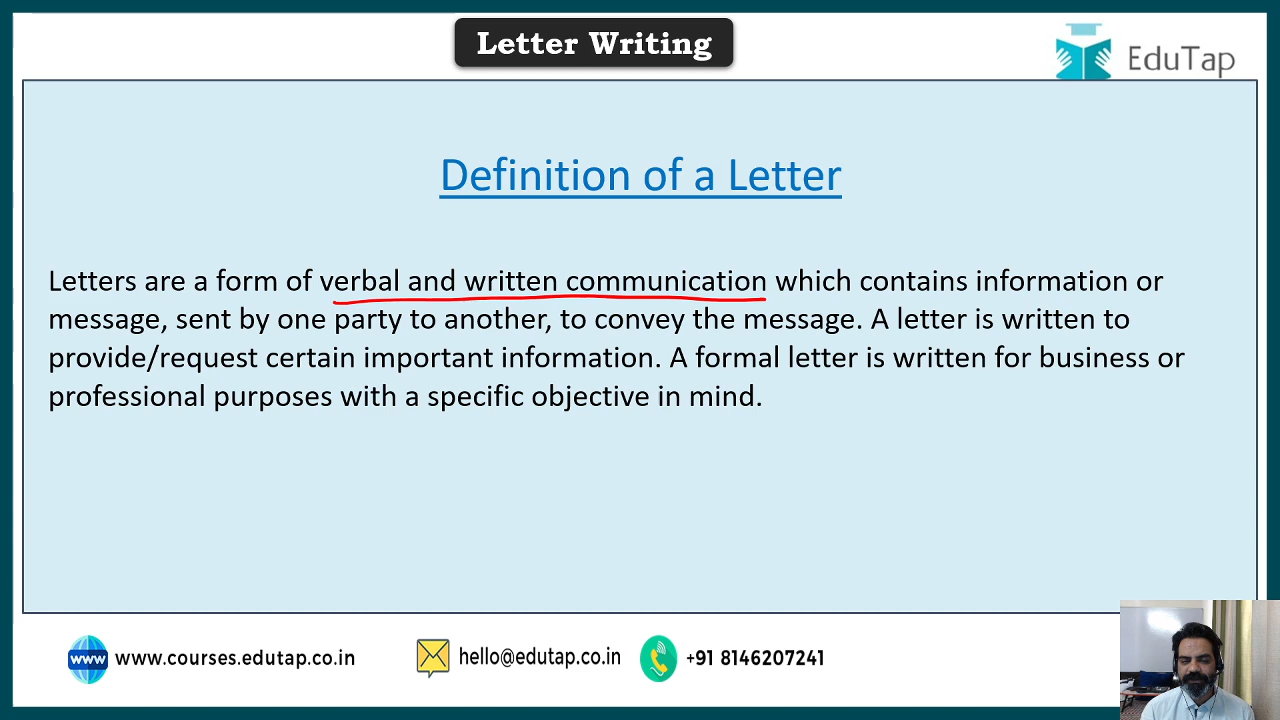 Letter Writing
EduTap
Definition of a Letter
Letters are a form of verbal and written communication which contains information or
message, sent by one party to another, to convey the message. A letter is written to
provide/request certain important information. A formal letter is written for business or
professional purposes with a specific objective in mind.
www www.courses.edutap.co.in
hello@edutap.co.in
+91 8146207241